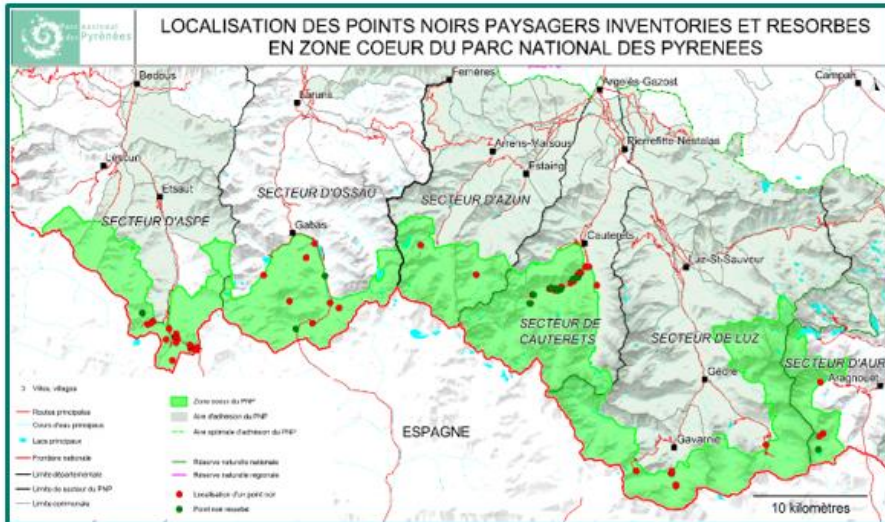 Parc national
des Pyrénées
LOCALISATION DES POINTS NOIRS PAYSAGERS INVENTORIES ET RESORBES
EN ZONE COEUR DU PARC NATIONAL DES PYRENEES
Bedous
Laruns
Ferrières
Argelès-Gazost
Campan
Lescun
Arrens-Marsous
Pierrefitte-Nestalas
Estaing
Etsaut
SECTEUR D'OSSAU
SECTEUR D'AZUN
SECTEUR D'ASPE
Gabas
Cauterets
Luz-St-Sauveur
SECTEUR DE
CAUTERETS
SECTEUR DE LUZ
SECTEUR D'AUR
Gèdre
Aragnouet
ESPAGNE
Gavarnie
Villes, villages
Routes principales
Cours d'eau principaux
Lacs principaux
Frontière nationale
Limite départementale
Limite de secteur du PNP
Limite communale
Zone coeur du PNP
Aire d'adhésion du PNP
Aire optimale d'adhésion du PNP
Réserve naturelle nationale
Réserve naturelle régionale
Localisation d'un point noir
Point noir résorbé
10 kilomètres